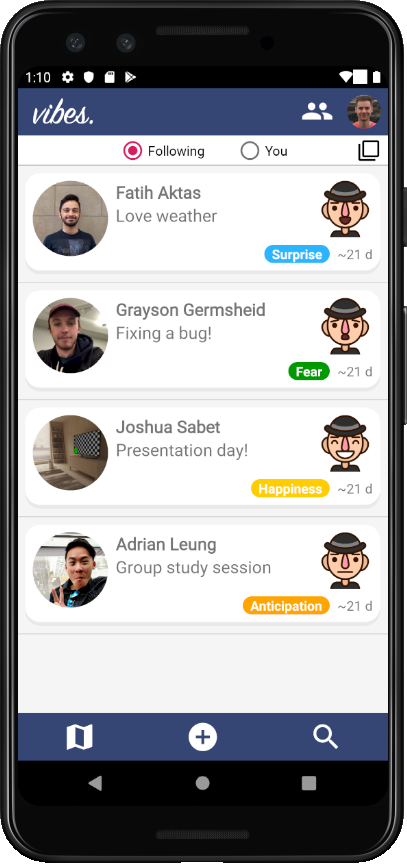 1:10
vibes.
Following
You
Fatih Aktas
Love weather
Surprise ~21 d
Grayson Germsheid
Fixing a bug!
Fear ~21 d
Joshua Sabet
Presentation day!
Happiness ~21 d
Adrian Leung
Group study session
Anticipation ~21 d